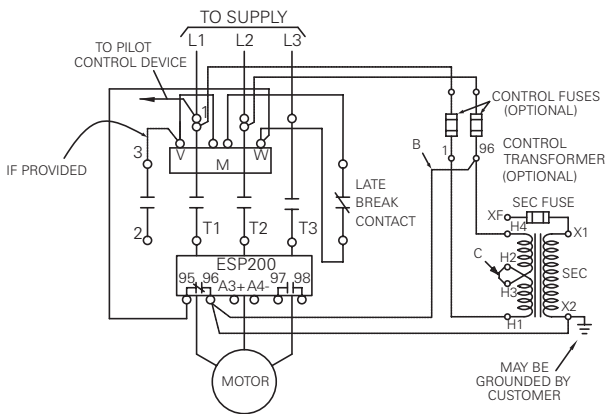 TO SUPPLY
L1 L2 L3
TO PILOT
CONTROL DEVICE
1
CONTROL FUSES
(OPTIONAL)
B
1 96
CONTROL
TRANSFORMER
(OPTIONAL)
IF PROVIDED
3
V W
M
LATE
BREAK
CONTACT
SEC FUSE
XF X1
H4
2
T1 T2 T3
C
H2
H3
SEC
ESP200
95 96 A3+ A4- 97 98
H1
X2
MOTOR
MAY BE
GROUNDED BY
CUSTOMER